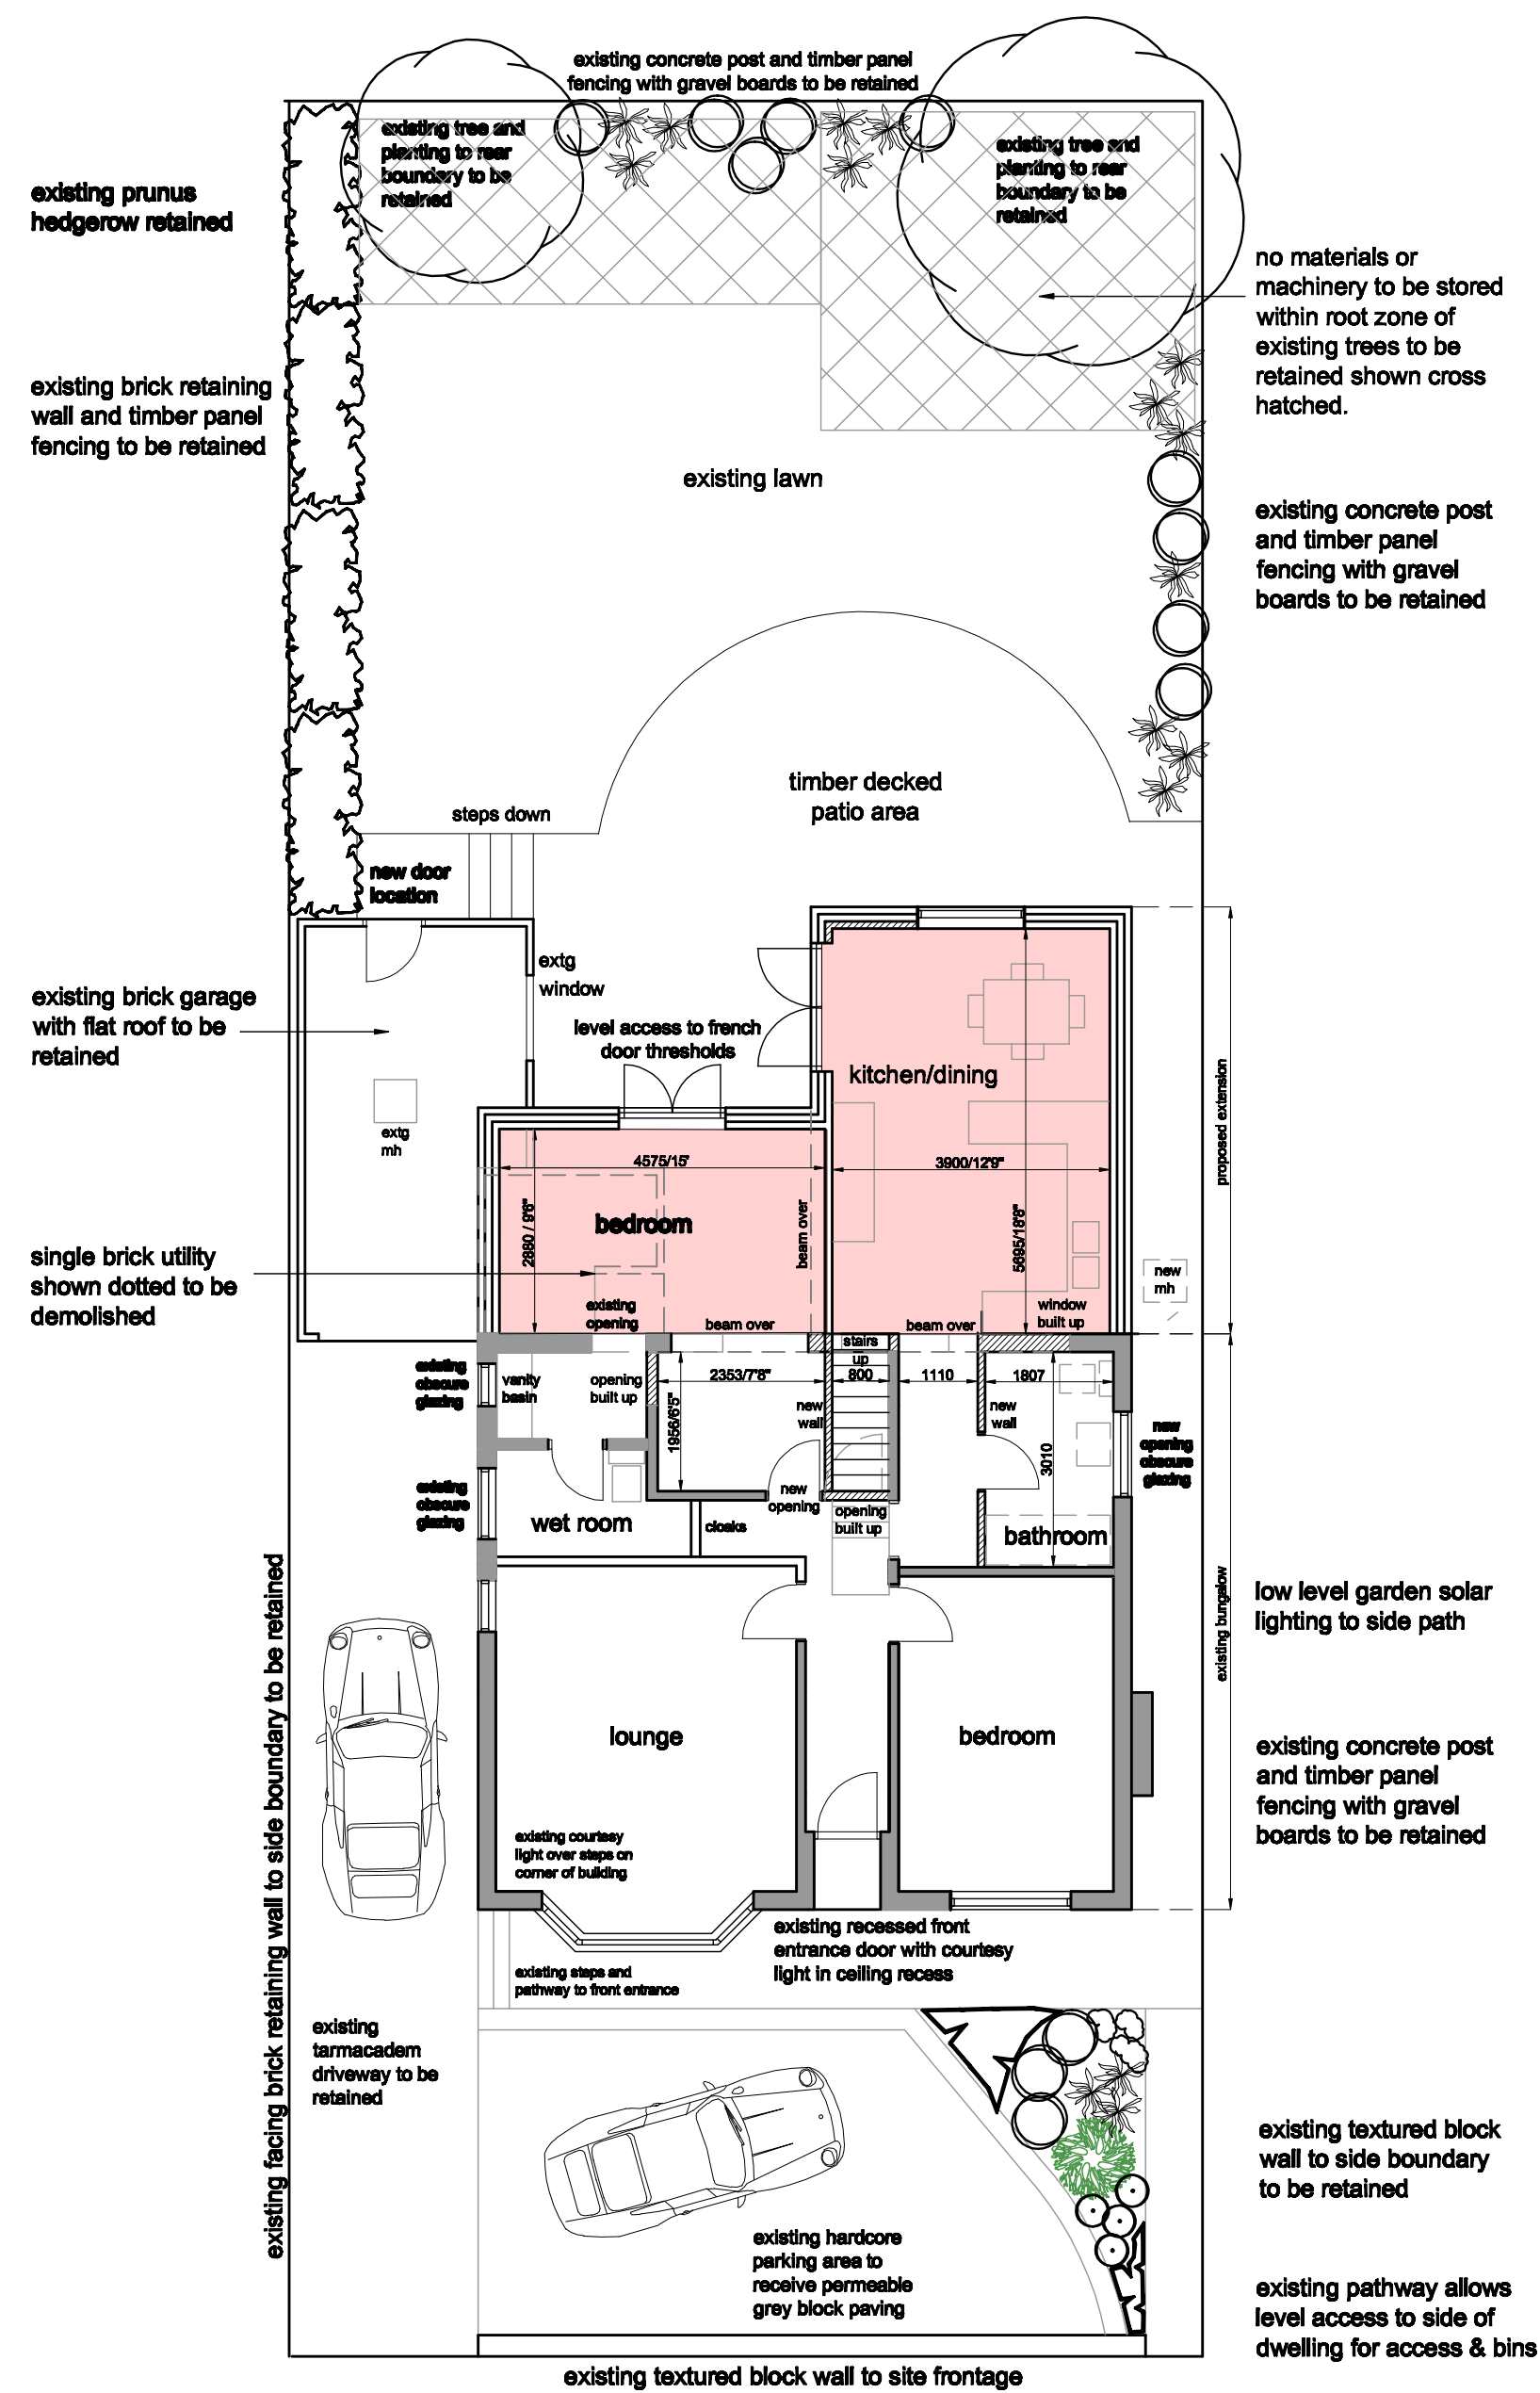 existing concrete post and timber panel
fencing with gravel boards to be retained
existing tree and
planting to rear
boundary to be
retained
existing tree and
planting to rear
boundary to be
retained
existing prunus
hedgerow retained
no materials or
machinery to be stored
within root zone of
existing trees to be
retained shown cross
hatched.
existing brick retaining
wall and timber panel
fencing to be retained
existing lawn
existing concrete post
and timber panel
fencing with gravel
boards to be retained
timber decked
patio area
steps down
new door
location
extg
window
existing brick garage
with flat roof to be
retained
level access to french
door thresholds
kitchen/dining
proposed extension
extg
mh
4575/15'
3900/12'9"
2880 / 9'6"
bedroom
beam over
5695/18'8"
single brick utility
shown dotted to be
demolished
new
mh
existing
opening
beam over
beam over
window
built up
stairs
up
800
existing
obscure
glazing
vanity
basin
opening
built up
2353/7'8"
1110
1807
1956/6'5"
new
wall
new
wall
3010
new
opening
obscure
glazing
existing
obscure
glazing
new
opening
opening
built up
wet room
cloaks
bathroom
existing bungalow
existing facing brick retaining wall to side boundary to be retained
low level garden solar
lighting to side path
lounge
bedroom
existing concrete post
and timber panel
fencing with gravel
boards to be retained
existing courtesy
light over steps on
corner of building
existing recessed front
entrance door with courtesy
light in ceiling recess
existing steps and
pathway to front entrance
existing
tarmacadem
driveway to be
retained
existing textured block
wall to side boundary
to be retained
existing hardcore
parking area to
receive permeable
grey block paving
existing pathway allows
level access to side of
dwelling for access & bins
existing textured block wall to site frontage